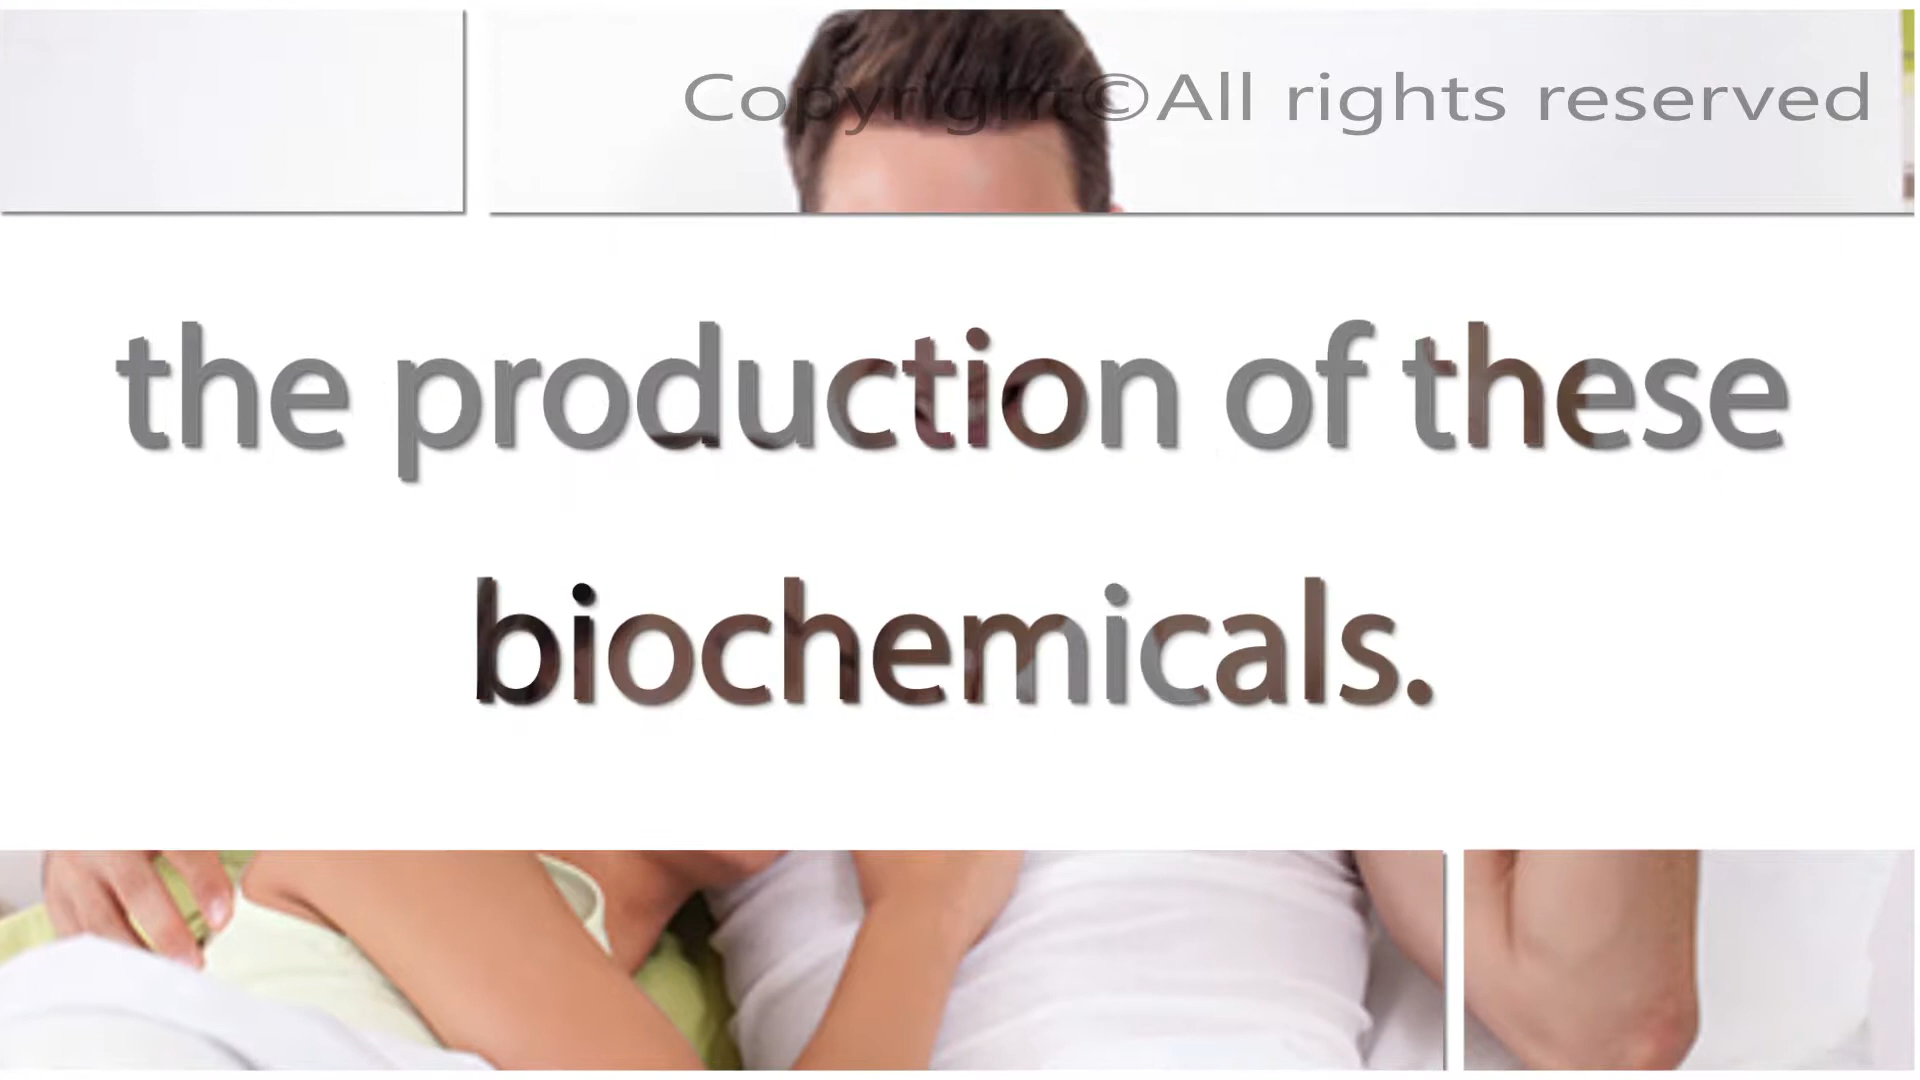 Copyright ©All rights reserved
the production of these
biochemicals.